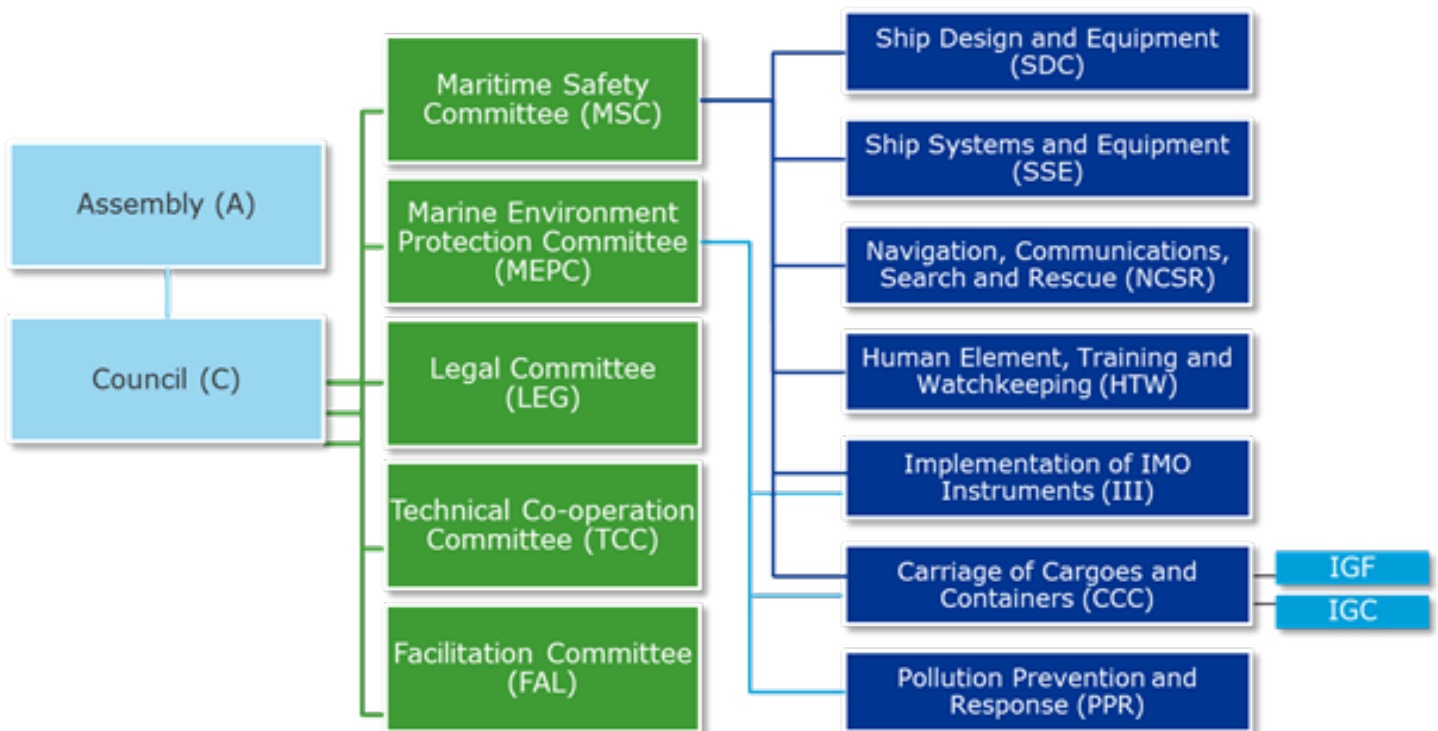 Assembly (A)
Council (C)
Maritime Safety
Committee (MSC)
Marine Environment
Protection Committee
(MEPC)
Legal Committee
(LEG)
Technical Co-operation
Committee (TCC)
Facilitation Committee
(FAL)
Ship Design and Equipment
(SDC)
Ship Systems and Equipment
(SSE)
Navigation, Communications,
Search and Rescue (NCSR)
Human Element, Training and
Watchkeeping (HTW)
Implementation of IMO
Instruments (III)
Carriage of Cargoes and
Containers (CCC)
Pollution Prevention and
Response (PPR)
IGF
IGC